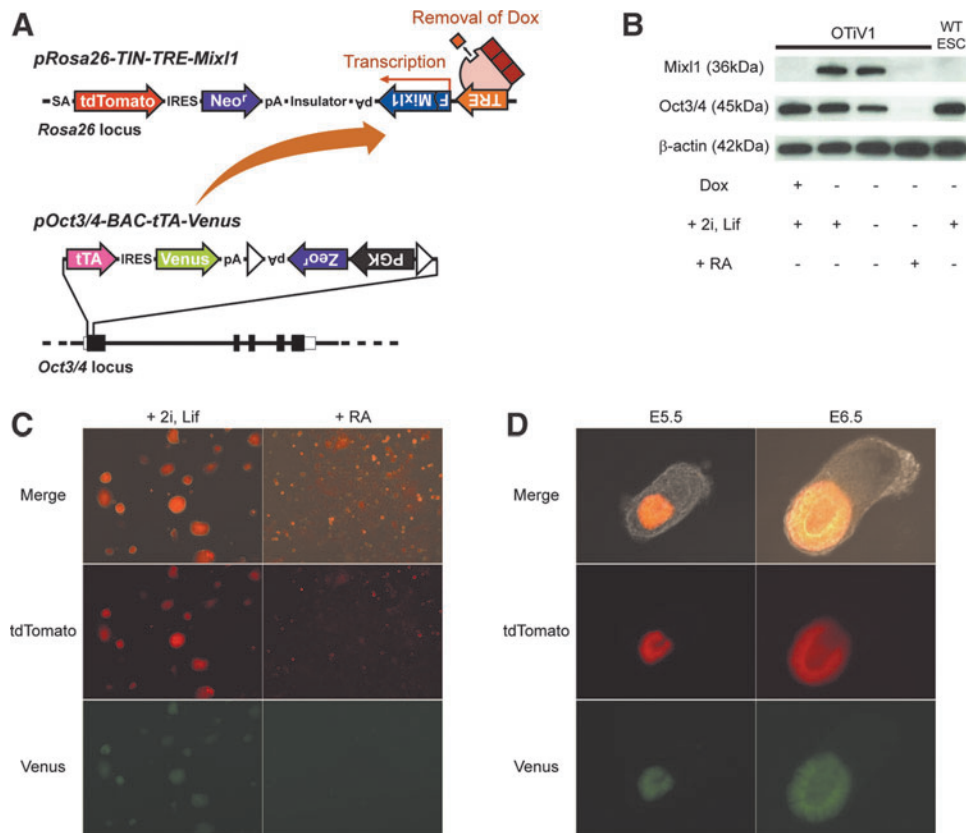 A
Removal of Dox
pRosa26-TIN-TRE-Mixl1
Transcription
SA tdTomato IRES Neor pA Insulator pA Mixl1 F TRE
Rosa26 locus
pOct3/4-BAC-tTA-Venus
tTA IRES Venus pA pA Zeor PGK
Oct3/4 locus
B
OTiV1 WT
ESC
Mixl1 (36kDa)
Oct3/4 (45kDa)
β-actin (42kDa)
Dox + - - -
+ 2i, Lif + + - - +
+ RA - - - + -
C
+ 2i, Lif + RA
Merge
tdTomato
Venus
D
E5.5 E6.5
Merge
tdTomato
Venus